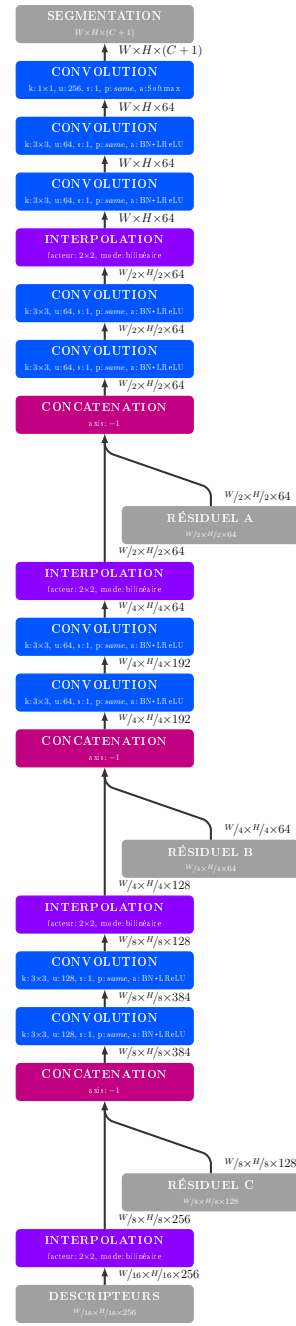 SEGMENTATION
W×H×(C+1)
W×H×(C+1)
CONVOLUTION
k: 1×1, u: 256, s: 1, p: same, a: Softmax
W×H×64
CONVOLUTION
k: 3×3, u: 64, s: 1, p: same, a: BN+LReLU
W×H×64
CONVOLUTION
k: 3×3, u: 64, s: 1, p: same, a: BN+LReLU
W×H×64
INTERPOLATION
facteur: 2×2, mode: bilinéaire
W/2×H/2×64
CONVOLUTION
k: 3×3, u: 64, s: 1, p: same, a: BN+LReLU
W/2×H/2×64
CONVOLUTION
k: 3×3, u: 64, s: 1, p: same, a: BN+LReLU
W/2×H/2×64
CONCATENATION
axis: −1
W/2×H/2×64
RÉSIDUEL A
W/2×H/2×64
W/2×H/2×64
INTERPOLATION
facteur: 2×2, mode: bilinéaire
W/4×H/4×64
CONVOLUTION
k: 3×3, u: 64, s: 1, p: same, a: BN+LReLU
W/4×H/4×192
CONVOLUTION
k: 3×3, u: 64, s: 1, p: same, a: BN+LReLU
W/4×H/4×192
CONCATENATION
axis: −1
W/4×H/4×64
RÉSIDUEL B
W/4×H/4×64
W/4×H/4×128
INTERPOLATION
facteur: 2×2, mode: bilinéaire
W/8×H/8×128
CONVOLUTION
k: 3×3, u: 128, s: 1, p: same, a: BN+LReLU
W/8×H/8×384
CONVOLUTION
k: 3×3, u: 128, s: 1, p: same, a: BN+LReLU
W/8×H/8×384
CONCATENATION
axis: −1
W/8×H/8×128
RÉSIDUEL C
W/8×H/8×128
W/8×H/8×256
INTERPOLATION
facteur: 2×2, mode: bilinéaire
W/16×H/16×256
DESCRIPTEURS
W/16×H/16×256